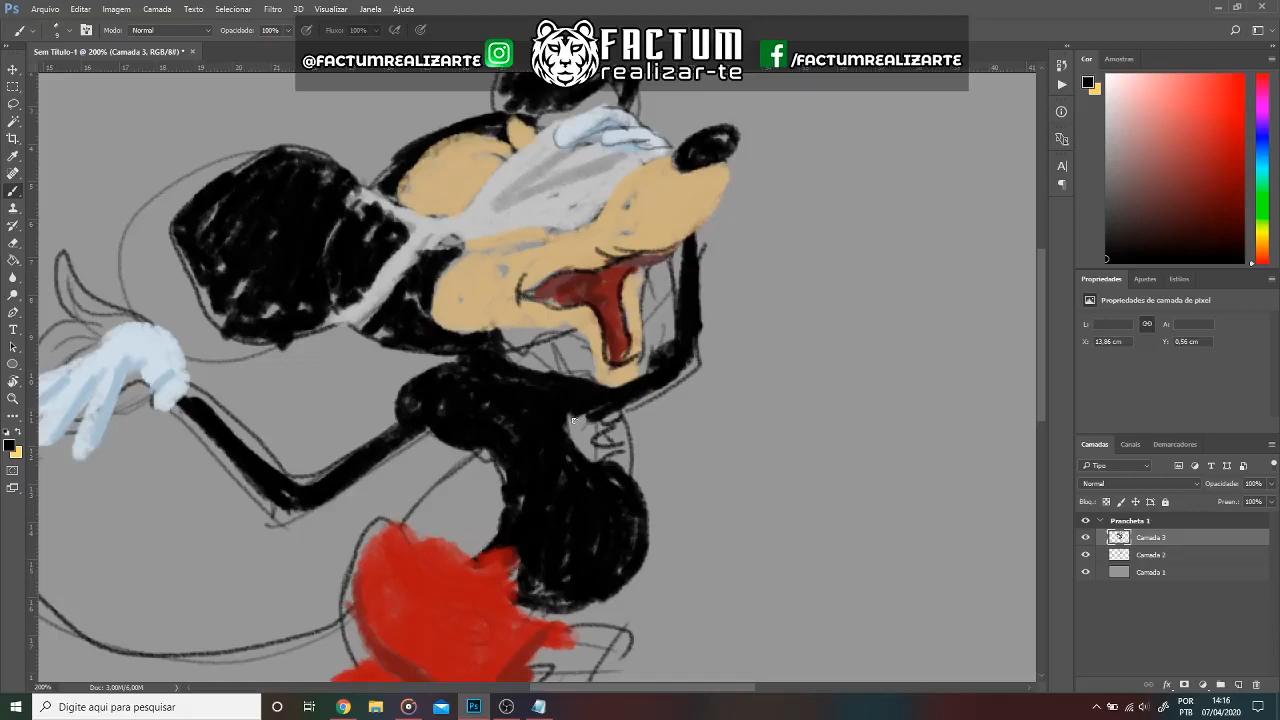 Ps Arquivo Editar Imagem Camada Texto Selecionar Filtro 3D Visualizar Janela Ajuda
Modo: Normal Opacidade: 100% Fluxo: 100%
@FACTUMREALIZARTE
FACTUM
realizar-te
/FACTUMREALIZARTE
Sem Título-1 @ 200% (Camada 3, RGB/8#) *
Cor Amostras
Propriedades Ajustes Estilos
Propriedades de camada de pixel
L: A:
X: 13,86 cm Y: 0,56 cm
Camadas Canais Demarcadores
Tipo
Normal Opacidade: 100%
Bloq.: Preen.: 100%
Prancheta 1
Camada 3
Camada 2
Camada 1
200% Doc: 3,00M/6,00M
Digite aqui para pesquisar
Ps
POR
PTB
14:16
07/04/2020